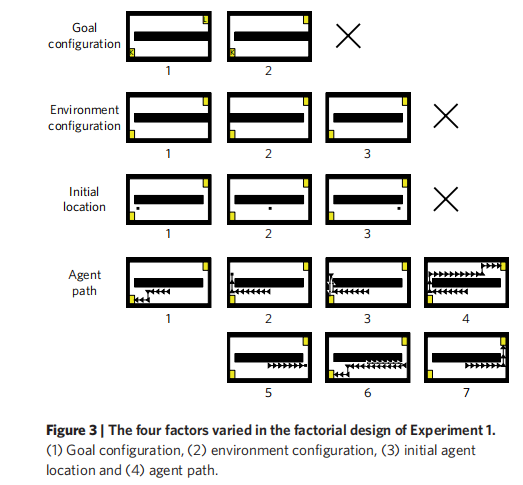 Goal
configuration
1 2
Environment
configuration
1 2 3
Initial
location
1 2 3
Agent
path
1 2 3 4
5 6 7
Figure 3 | The four factors varied in the factorial design of Experiment 1.
(1) Goal configuration, (2) environment configuration, (3) initial agent
location and (4) agent path.